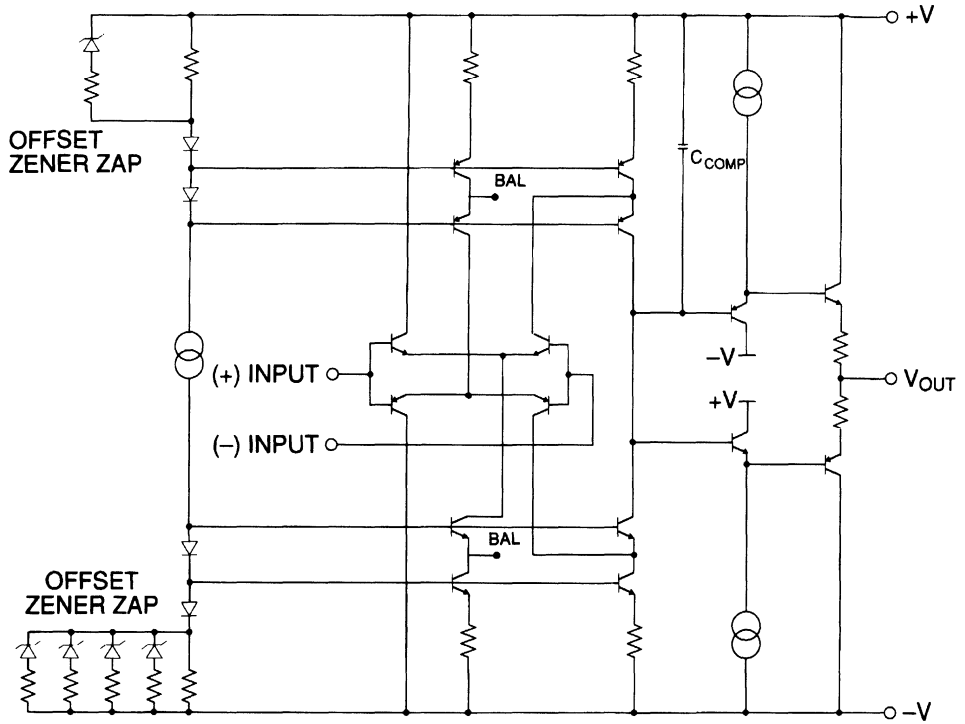 +V
OFFSET
ZENER ZAP
C_COMP
BAL
(+) INPUT
−V
V_OUT
+V
(−) INPUT
BAL
OFFSET
ZENER ZAP
−V